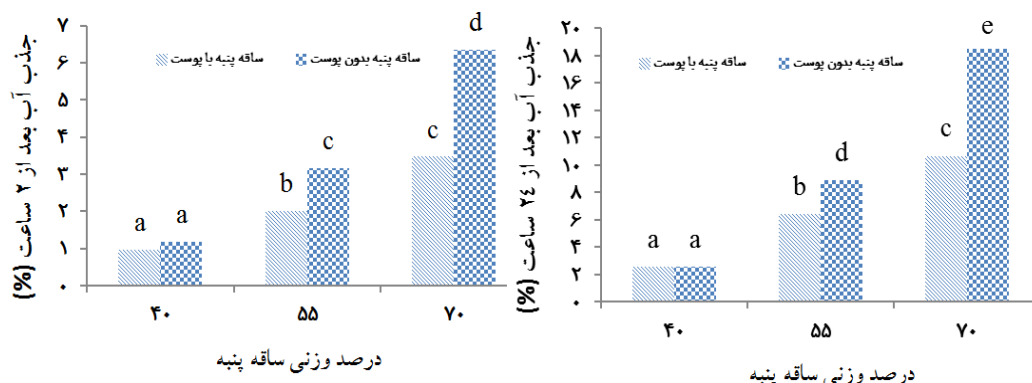 جذب آب بعد از ۲ ساعت (%)
۷
۶
۵
۴
۳
۲
۱
۰
ساقه پنبه با پوست
ساقه پنبه بدون پوست
a
a
b
c
c
d
۴۰
۵۵
۷۰
درصد وزنی ساقه پنبه
جذب آب بعد از ۲٤ ساعت (%)
۲۰
۱۸
۱۶
۱۴
۱۲
۱۰
۸
۶
۴
۲
۰
ساقه پنبه با پوست
ساقه پنبه بدون پوست
a
a
b
d
c
e
۴۰
۵۵
۷۰
درصد وزنی ساقه پنبه